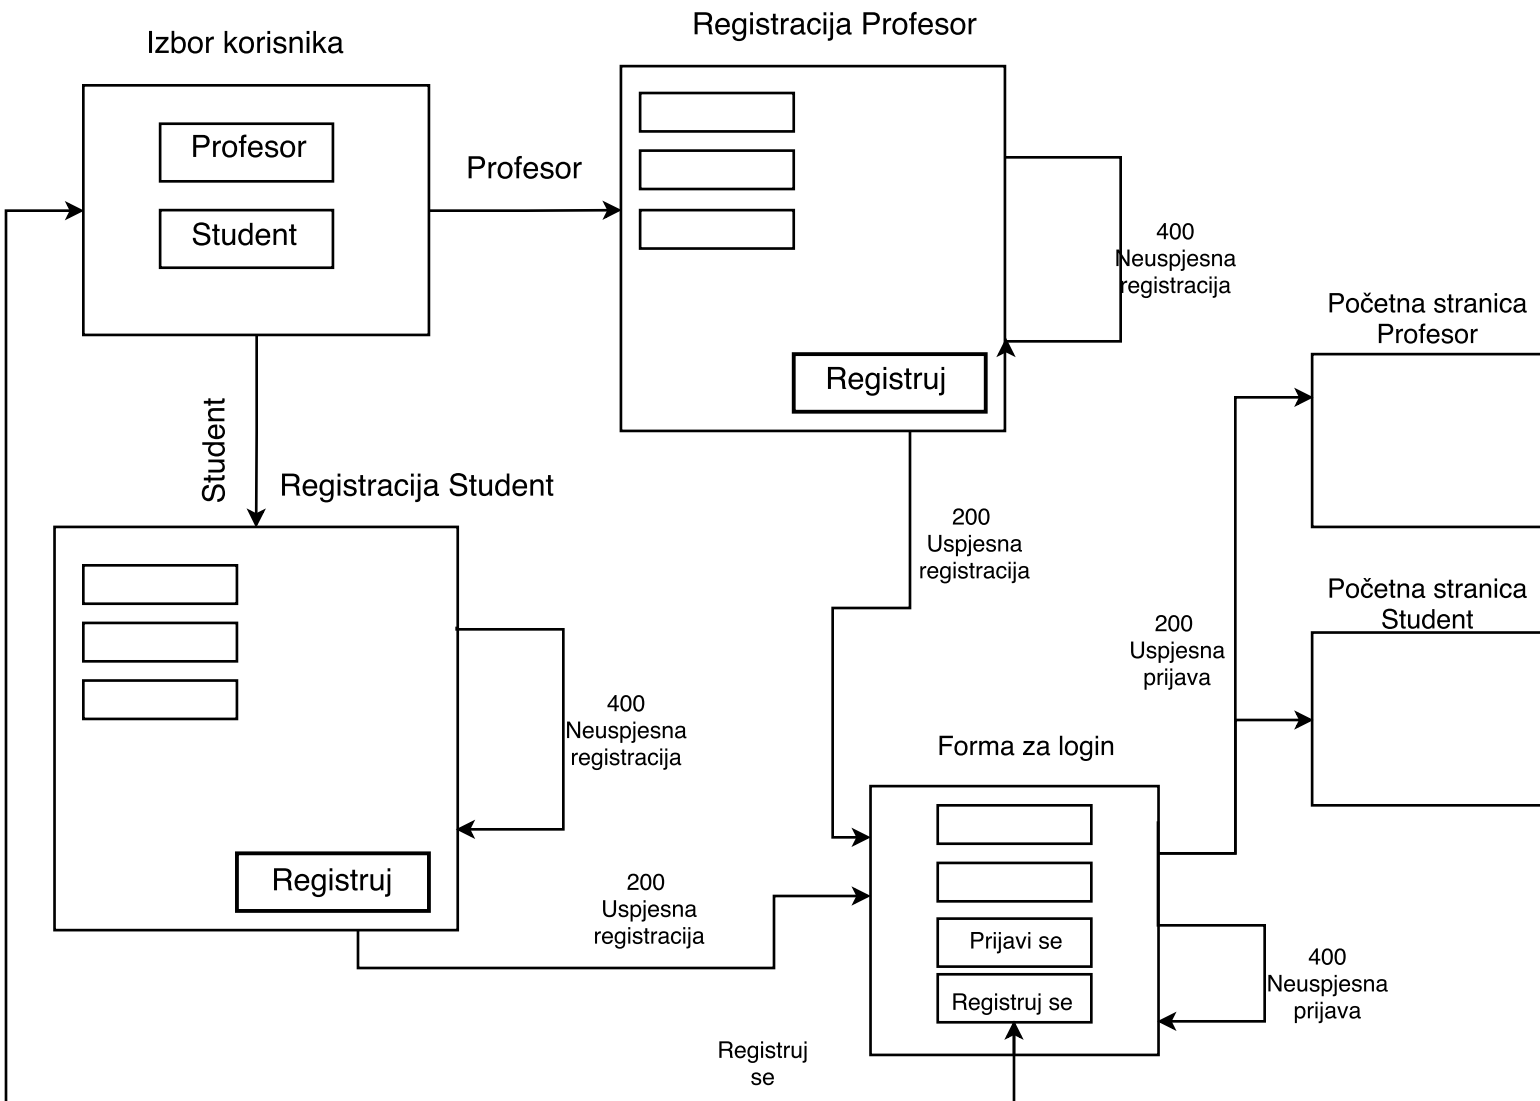 Izbor korisnika
Profesor
Student
Profesor
Registracija Profesor
Registruj
400
Neuspjesna
registracija
Student
Registracija Student
Registruj
400
Neuspjesna
registracija
200
Uspjesna
registracija
200
Uspjesna
registracija
Forma za login
Prijavi se
Registruj se
Registruj
se
400
Neuspjesna
prijava
200
Uspjesna
prijava
Početna stranica
Profesor
Početna stranica
Student